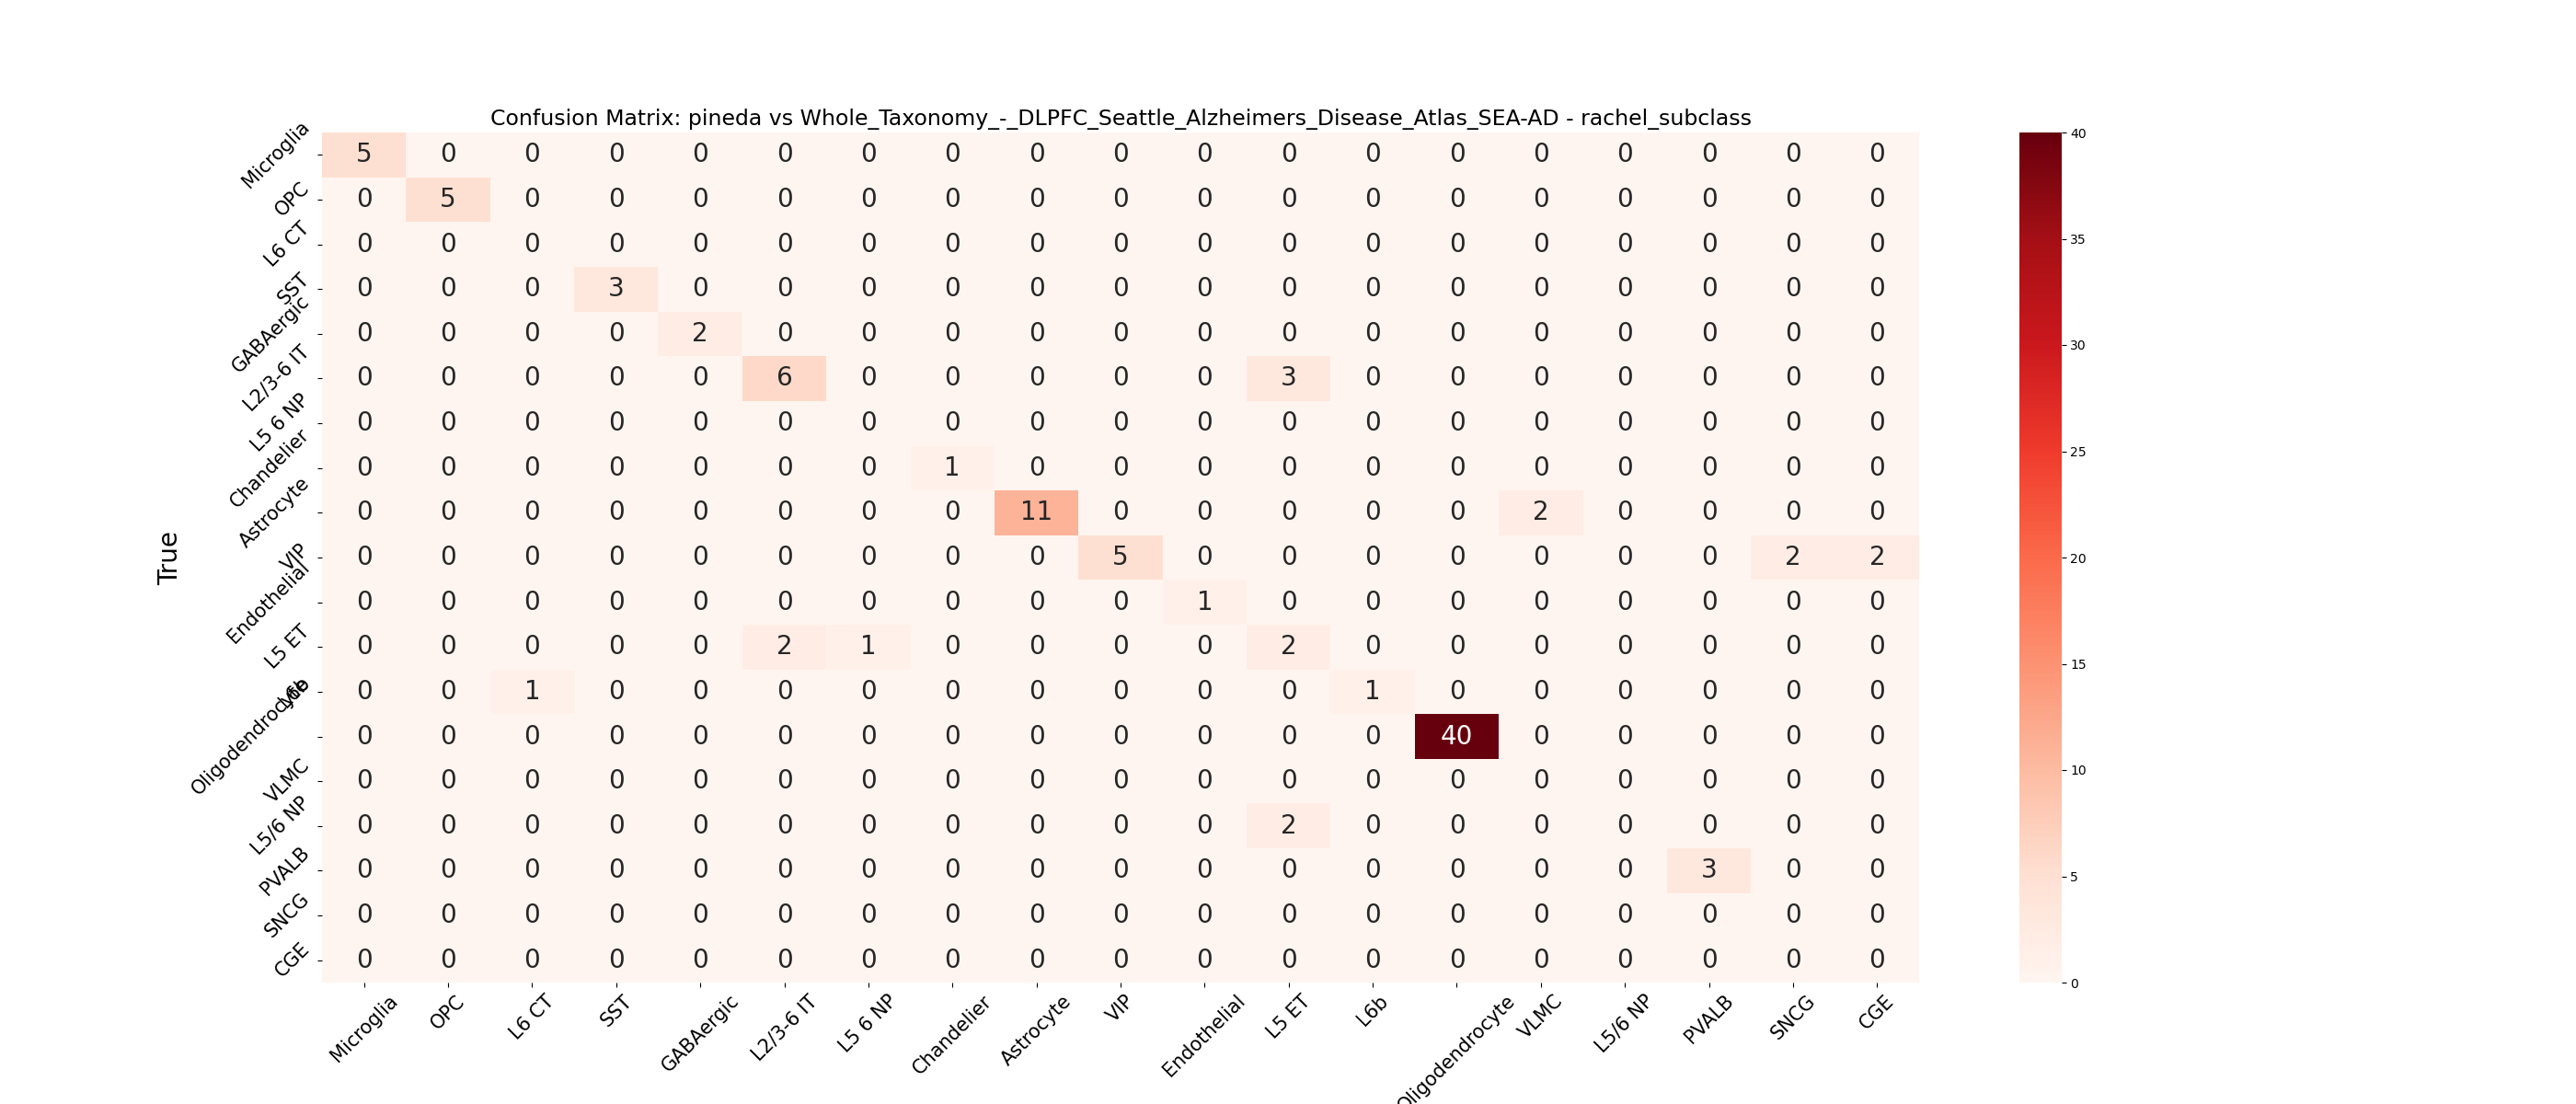 Confusion Matrix: pineda vs Whole_Taxonomy_-_DLPFC_Seattle_Alzheimers_Disease_Atlas_SEA-AD - rachel_subclass
True
Microglia 5 0 0 0 0 0 0 0 0 0 0 0 0 0 0 0 0 0 0
OPC 0 5 0 0 0 0 0 0 0 0 0 0 0 0 0 0 0 0 0
L6 CT 0 0 0 0 0 0 0 0 0 0 0 0 0 0 0 0 0 0 0
SST 0 0 0 3 0 0 0 0 0 0 0 0 0 0 0 0 0 0 0
GABAergic 0 0 0 0 2 0 0 0 0 0 0 0 0 0 0 0 0 0 0
L2/3-6 IT 0 0 0 0 0 6 0 0 0 0 0 3 0 0 0 0 0 0 0
L5 6 NP 0 0 0 0 0 0 0 0 0 0 0 0 0 0 0 0 0 0 0
Chandelier 0 0 0 0 0 0 0 1 0 0 0 0 0 0 0 0 0 0 0
Astrocyte 0 0 0 0 0 0 0 0 11 0 0 0 0 0 2 0 0 0 0
VIP 0 0 0 0 0 0 0 0 0 5 0 0 0 0 0 0 0 2 2
Endothelial 0 0 0 0 0 0 0 0 0 0 1 0 0 0 0 0 0 0 0
L5 ET 0 0 0 0 0 2 1 0 0 0 0 2 0 0 0 0 0 0 0
L6b 0 0 1 0 0 0 0 0 0 0 0 0 1 0 0 0 0 0 0
Oligodendrocyte 0 0 0 0 0 0 0 0 0 0 0 0 0 40 0 0 0 0 0
VLMC 0 0 0 0 0 0 0 0 0 0 0 0 0 0 0 0 0 0 0
L5/6 NP 0 0 0 0 0 0 0 0 0 0 0 2 0 0 0 0 0 0 0
PVALB 0 0 0 0 0 0 0 0 0 0 0 0 0 0 0 0 3 0 0
SNCG 0 0 0 0 0 0 0 0 0 0 0 0 0 0 0 0 0 0 0
CGE 0 0 0 0 0 0 0 0 0 0 0 0 0 0 0 0 0 0 0
Microglia OPC L6 CT SST GABAergic L2/3-6 IT L5 6 NP Chandelier Astrocyte VIP Endothelial L5 ET L6b Oligodendrocyte VLMC L5/6 NP PVALB SNCG CGE
40
35
30
25
20
15
10
5
0